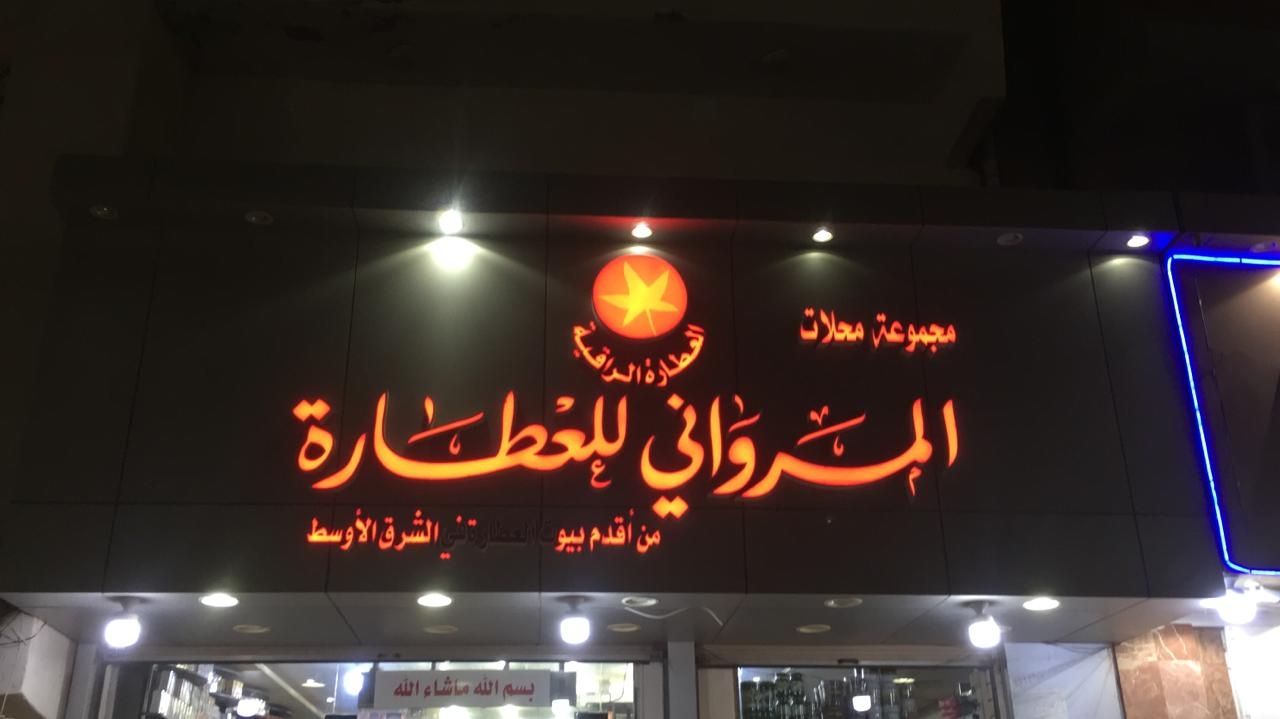 العطارة الراقية
مجموعة محلات
المرواني للعطارة
من أقدم بيوت العطارة في الشرق الأوسط
بسم الله ماشاء الله